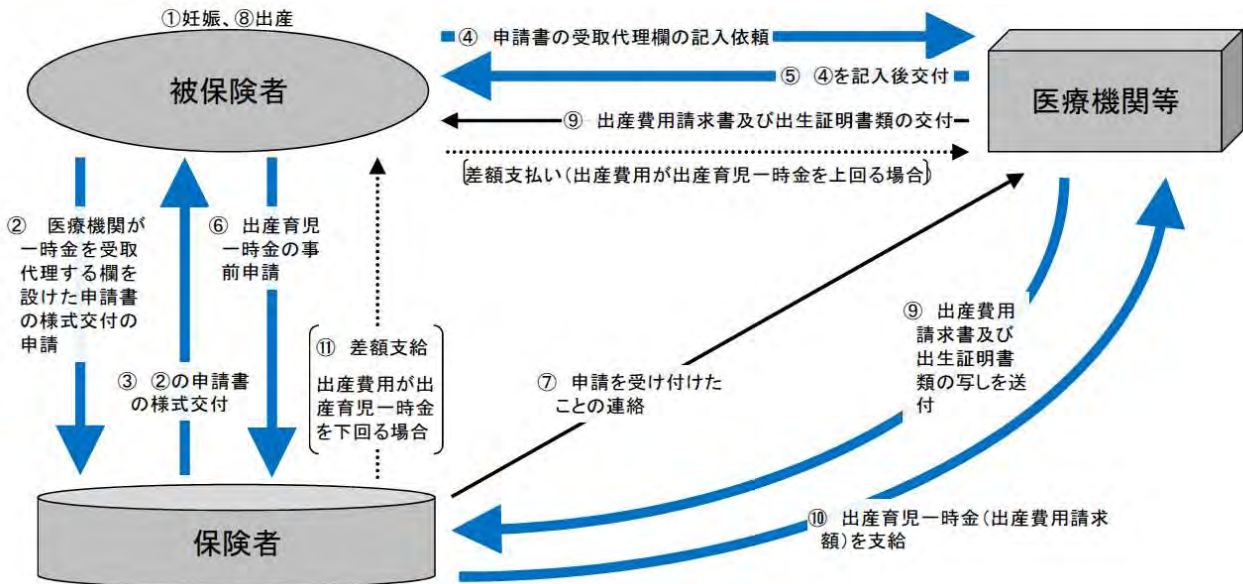 ①妊娠、⑧出産
被保険者
④ 申請書の受取代理欄の記入依頼
⑤ ④を記入後交付
⑨ 出産費用請求書及び出生証明書類の交付
差額支払い(出産費用が出産育児一時金を上回る場合)
医療機関等
② 医療機関が
一時金を受取
代理する欄を
設けた申請書
の様式交付の
申請
③ ②の申請書
の様式交付
⑥ 出産育児
一時金の事
前申請
⑪ 差額支給
出産費用が出
産育児一時金
を下回る場合
⑦ 申請を受け付けた
ことの連絡
⑨ 出産費用
請求書及び
出生証明書
類の写しを送
付
⑩ 出産育児一時金(出産費用請求
額)を支給
保険者